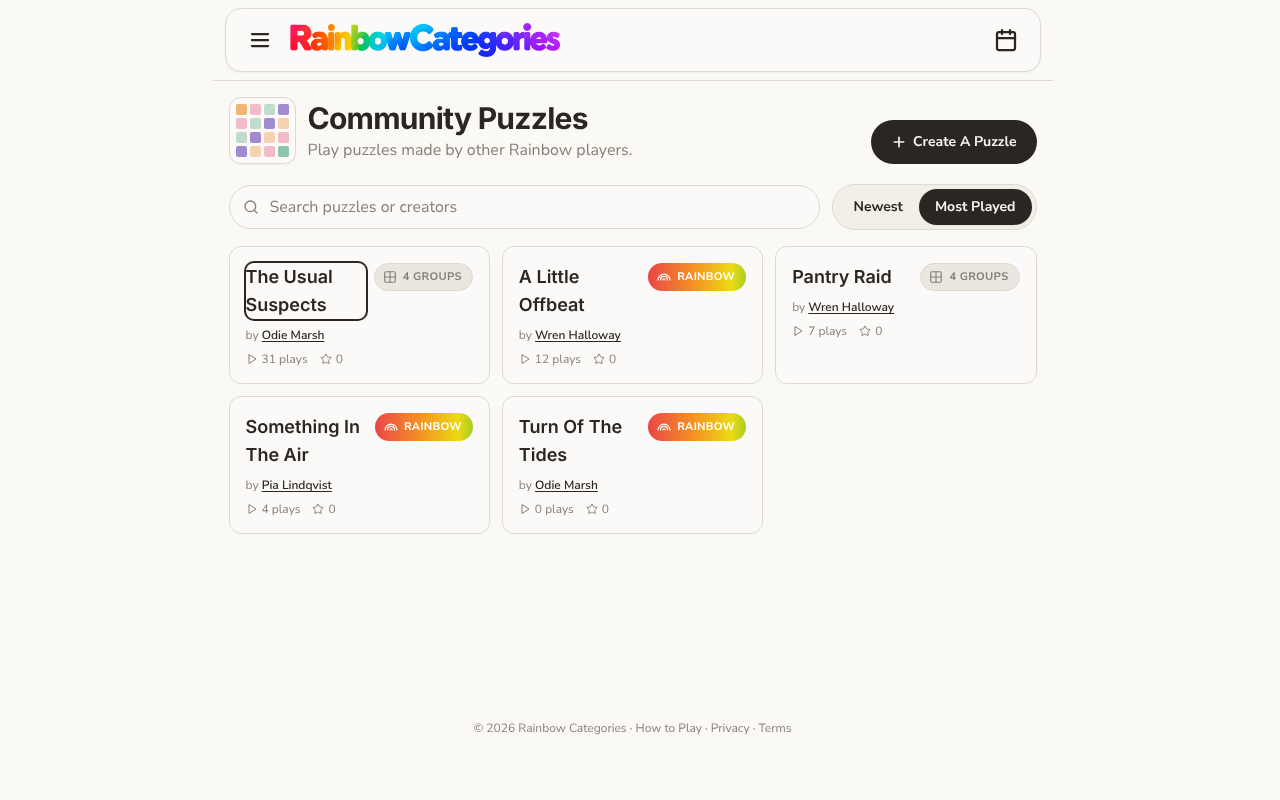 RainbowCategories
Community Puzzles
Play puzzles made by other Rainbow players.
Create A Puzzle
Search puzzles or creators
Newest
Most Played
The Usual
Suspects
4 GROUPS
by Odie Marsh
31 plays
0
A Little
Offbeat
RAINBOW
by Wren Halloway
12 plays
0
Pantry Raid
4 GROUPS
by Wren Halloway
7 plays
0
Something In
The Air
RAINBOW
by Pia Lindqvist
4 plays
0
Turn Of The
Tides
RAINBOW
by Odie Marsh
0 plays
0
© 2026 Rainbow Categories · How to Play · Privacy · Terms